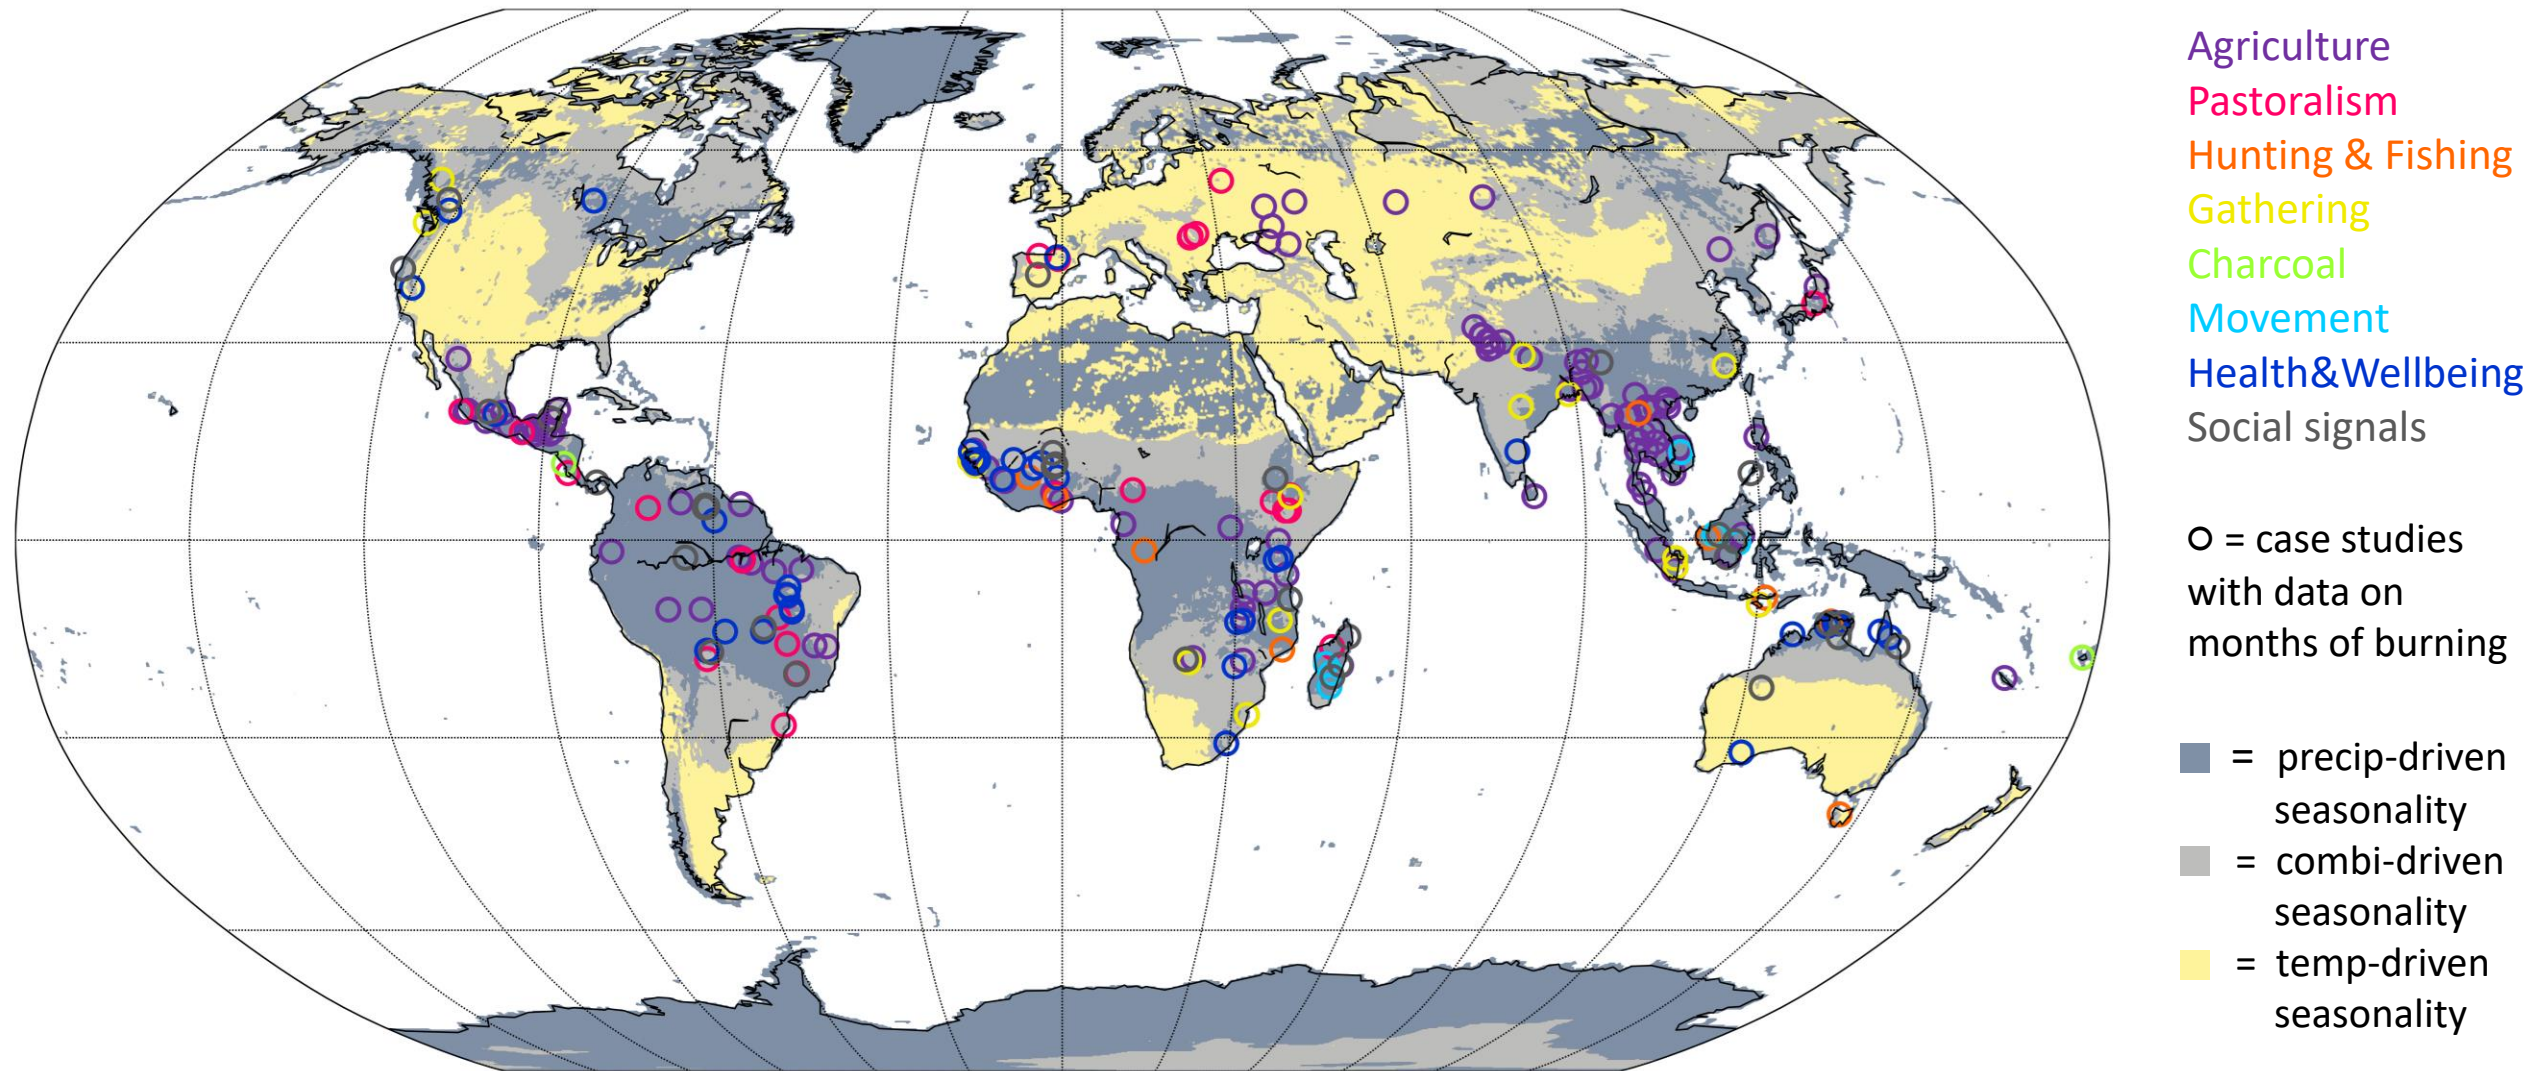 Agriculture
Pastoralism
Hunting & Fishing
Gathering
Charcoal
Movement
Health&Wellbeing
Social signals
= case studies
with data on
months of burning
= precip-driven
seasonality
= combi-driven
seasonality
= temp-driven
seasonality